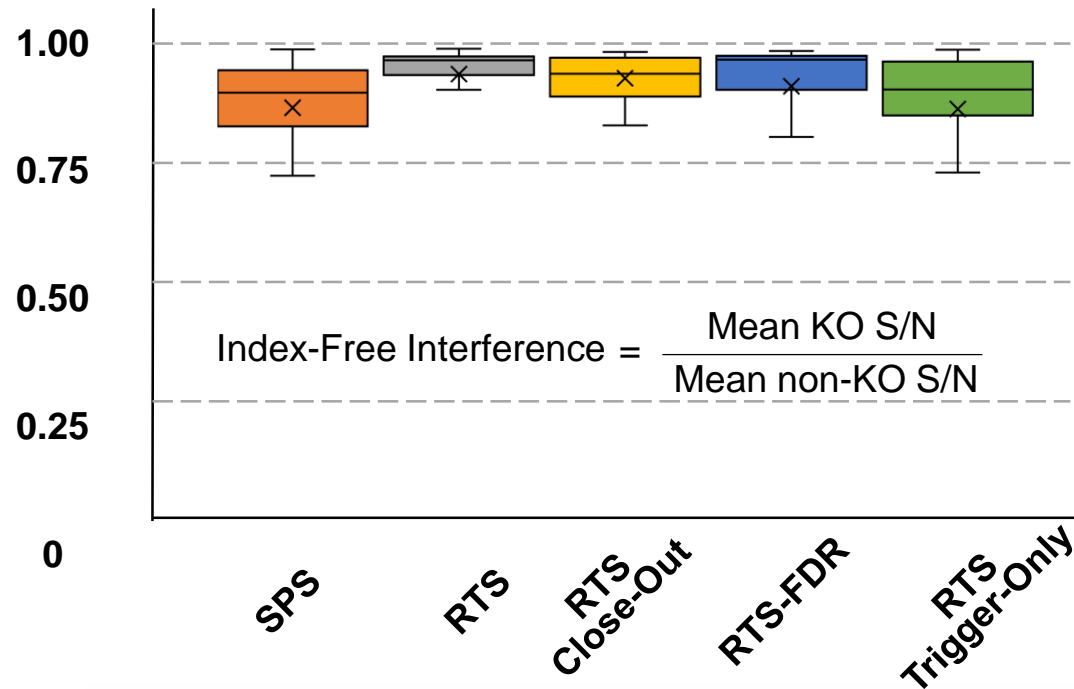 1.00
0.75
0.50
0.25
0
Index-Free Interference = Mean KO S/N
Mean non-KO S/N
SPS
RTS
RTS
Close-Out
RTS-FDR
RTS
Trigger-Only